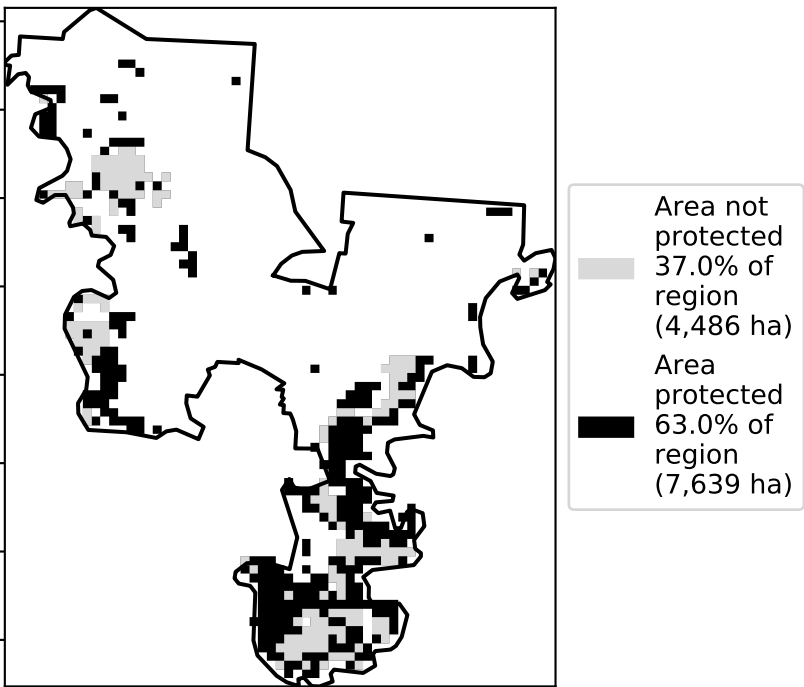 Area not
protected
37.0% of
region
(4,486 ha)
Area
protected
63.0% of
region
(7,639 ha)